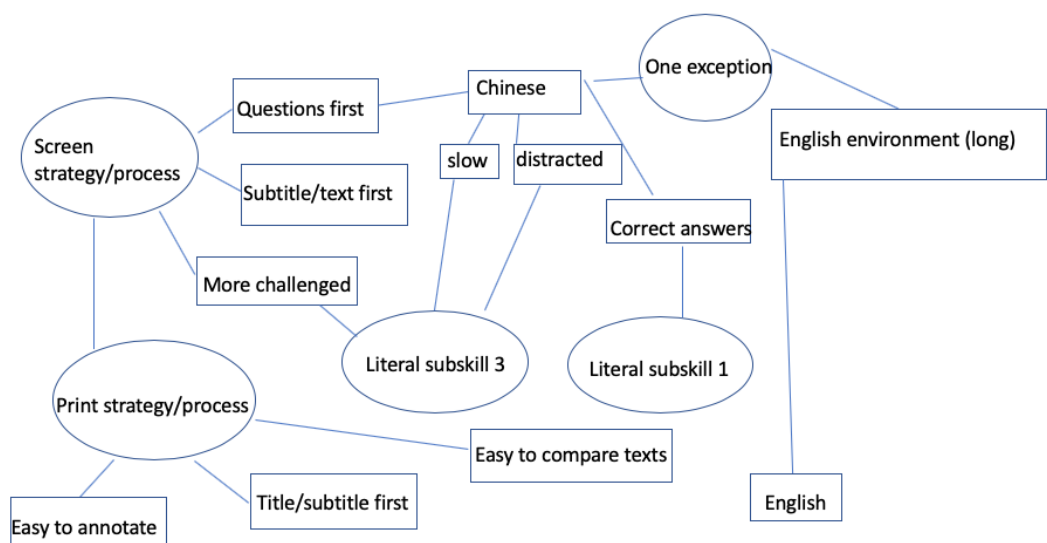 One exception
Chinese
Questions first
English environment (long)
Screen
strategy/process
slow
distracted
Subtitle/text first
Correct answers
More challenged
Literal subskill 3
Literal subskill 1
Print strategy/process
Easy to compare texts
Title/subtitle first
English
Easy to annotate